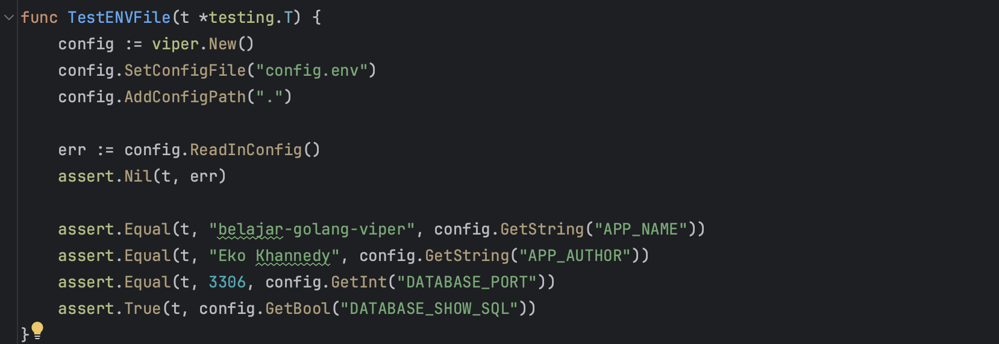 func TestENVFile(t *testing.T) {
    config := viper.New()
    config.SetConfigFile("config.env")
    config.AddConfigPath(".")

    err := config.ReadInConfig()
    assert.Nil(t, err)

    assert.Equal(t, "belajar-golang-viper", config.GetString("APP_NAME"))
    assert.Equal(t, "Eko Khannedy", config.GetString("APP_AUTHOR"))
    assert.Equal(t, 3306, config.GetInt("DATABASE_PORT"))
    assert.True(t, config.GetBool("DATABASE_SHOW_SQL"))
}